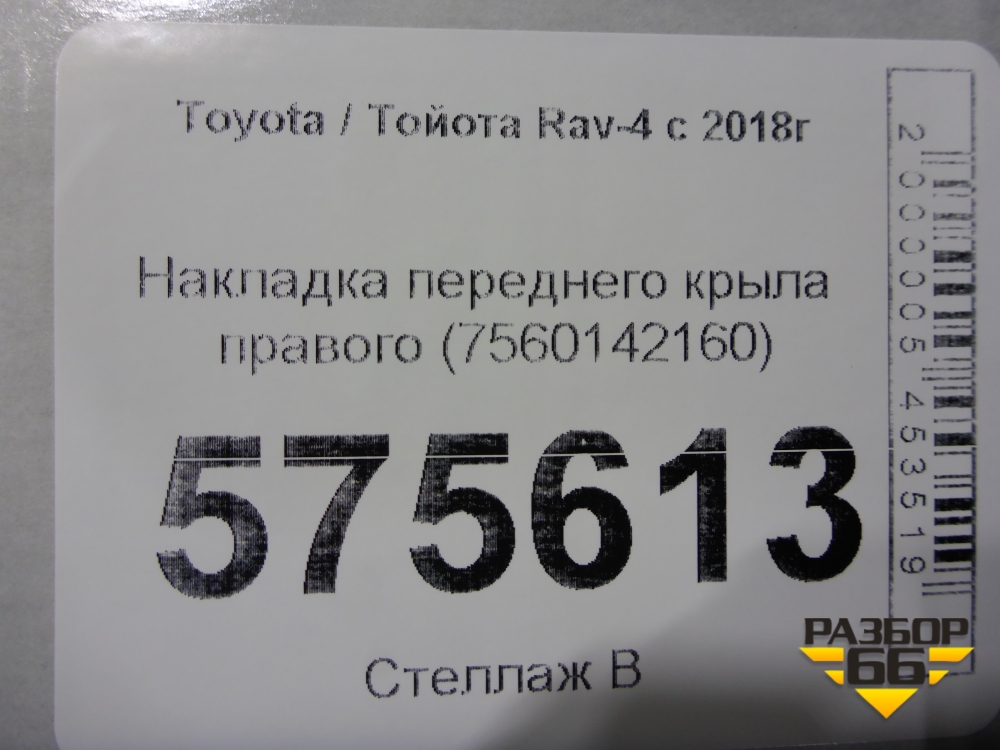 Toyota / Тойота Rav-4 с 2018г
Накладка переднего крыла
правого (7560142160)
575613
Стеллаж В
2000005453519
РАЗБОР
66